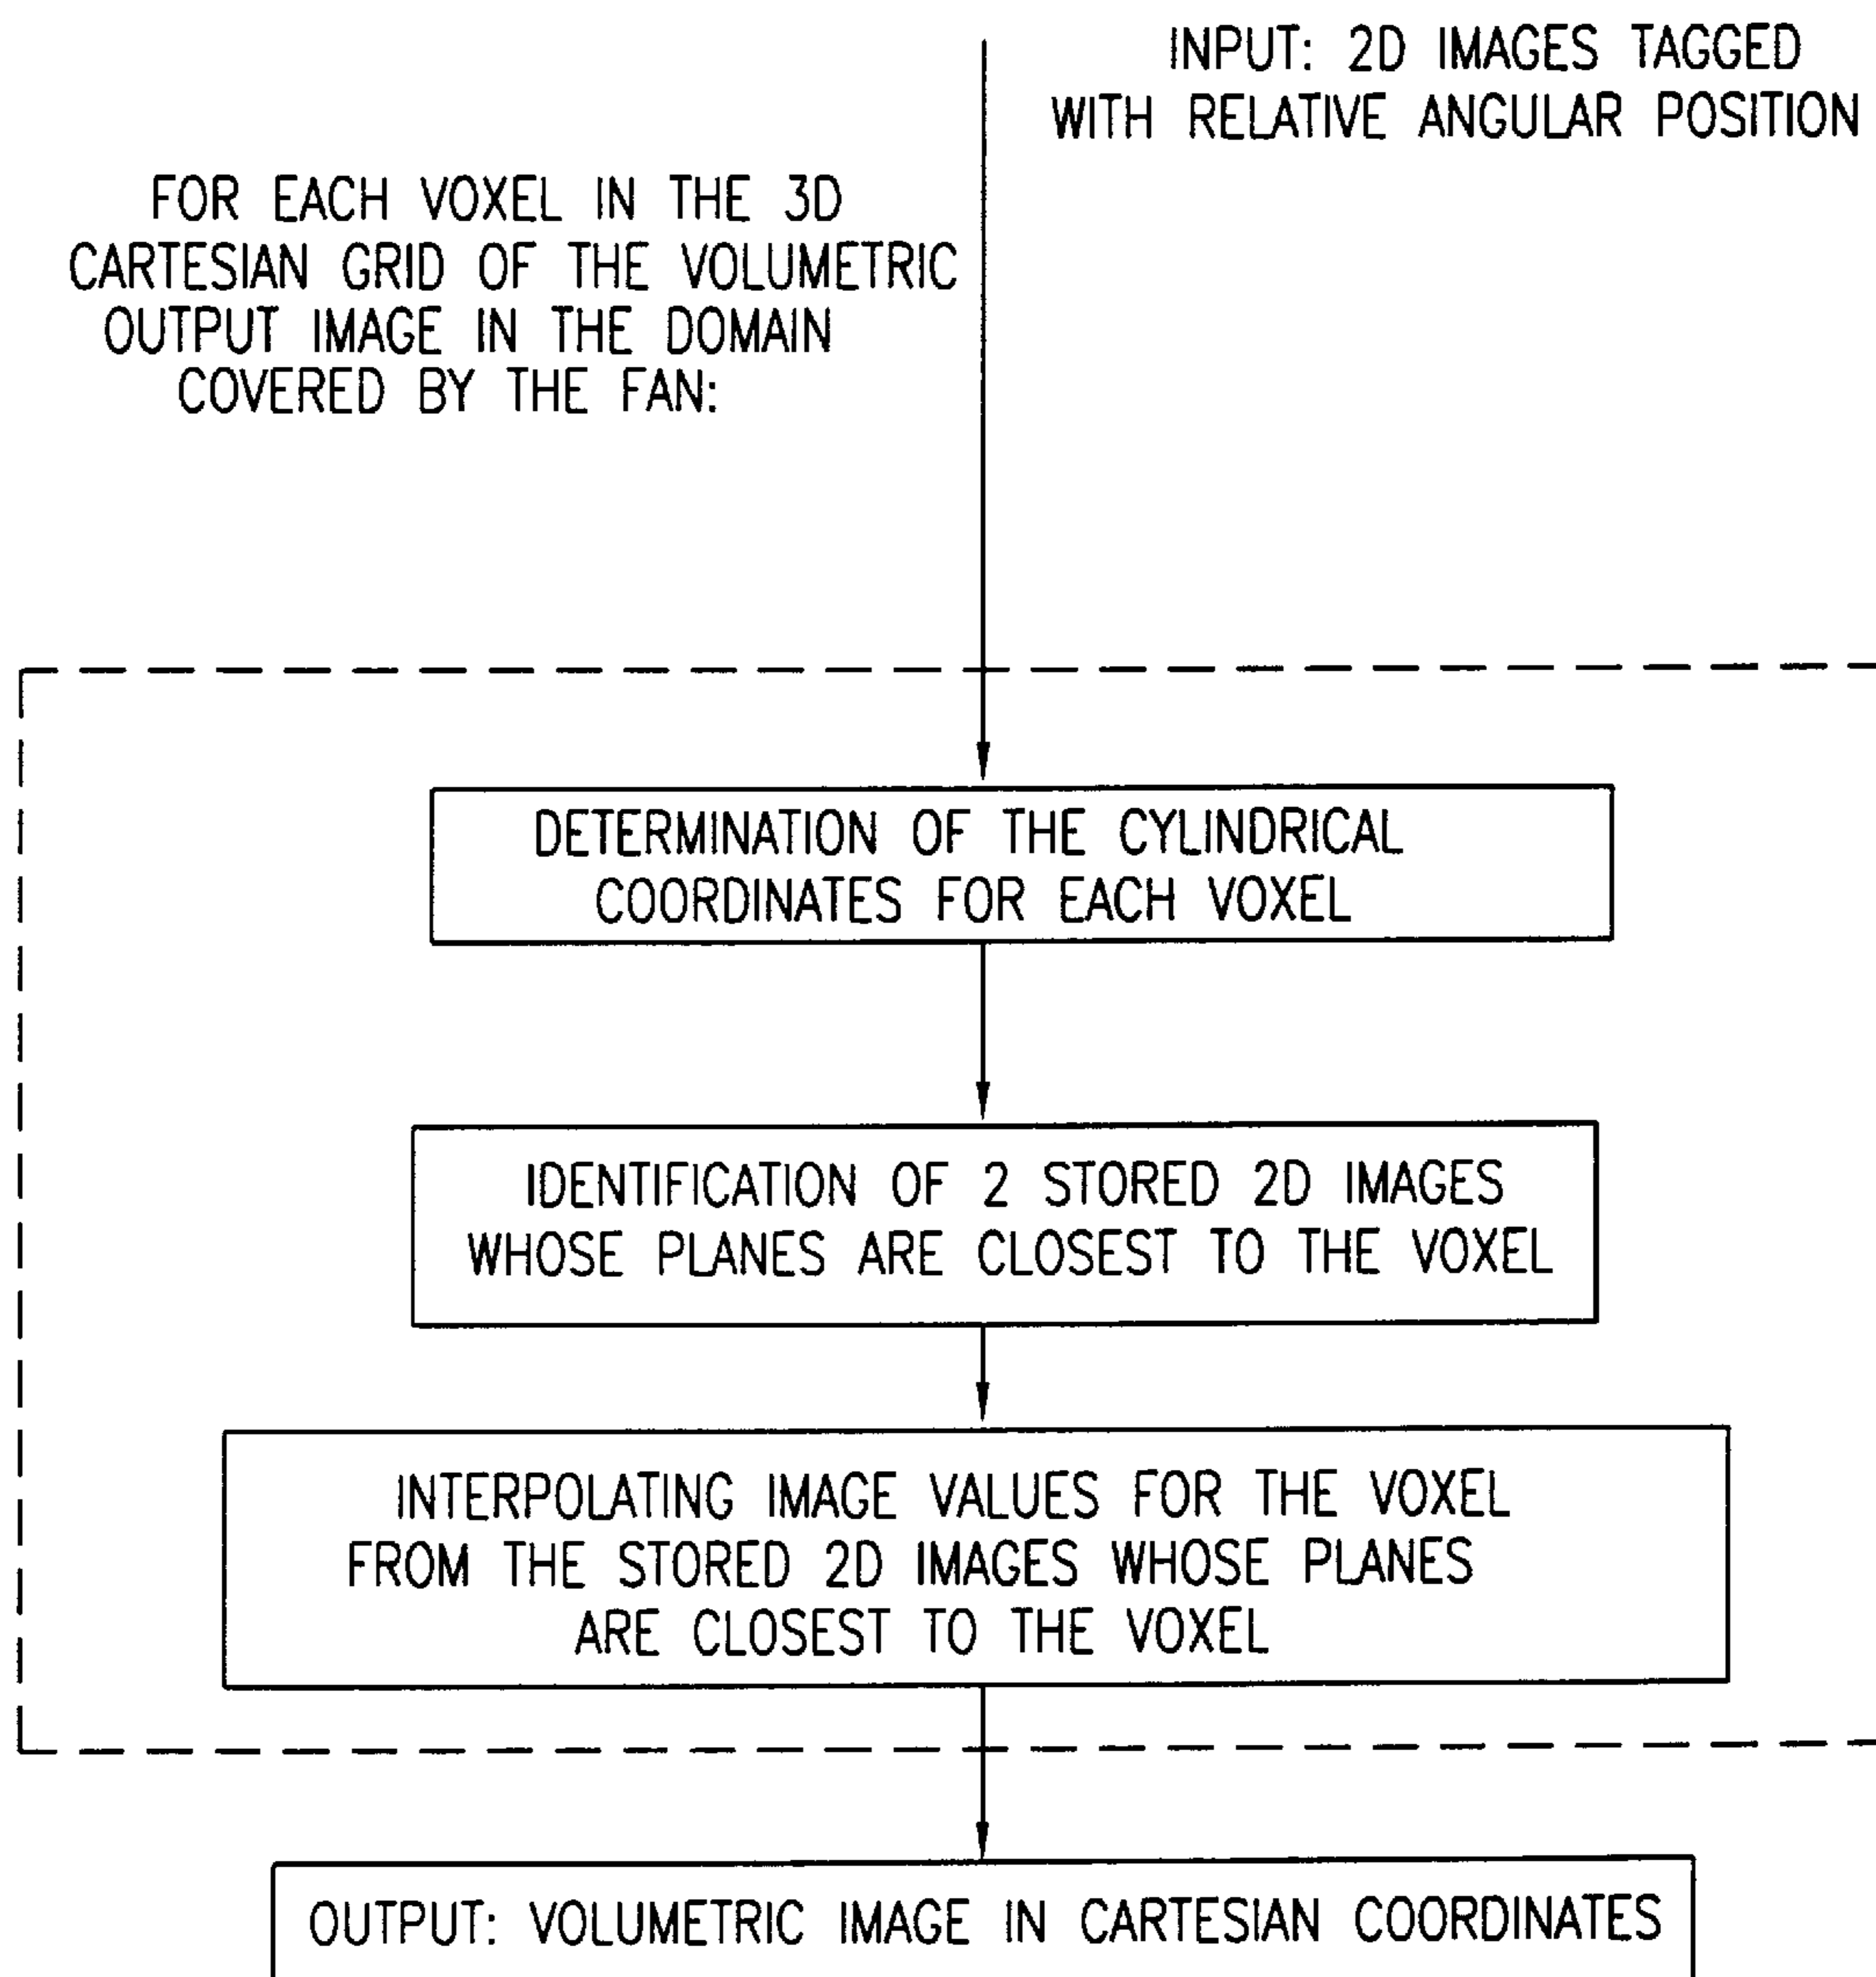 INPUT: 2D IMAGES TAGGED
WITH RELATIVE ANGULAR POSITION
FOR EACH VOXEL IN THE 3D
CARTESIAN GRID OF THE VOLUMETRIC
OUTPUT IMAGE IN THE DOMAIN
COVERED BY THE FAN:
DETERMINATION OF THE CYLINDRICAL
COORDINATES FOR EACH VOXEL
IDENTIFICATION OF 2 STORED 2D IMAGES
WHOSE PLANES ARE CLOSEST TO THE VOXEL
INTERPOLATING IMAGE VALUES FOR THE VOXEL
FROM THE STORED 2D IMAGES WHOSE PLANES
ARE CLOSEST TO THE VOXEL
OUTPUT: VOLUMETRIC IMAGE IN CARTESIAN COORDINATES